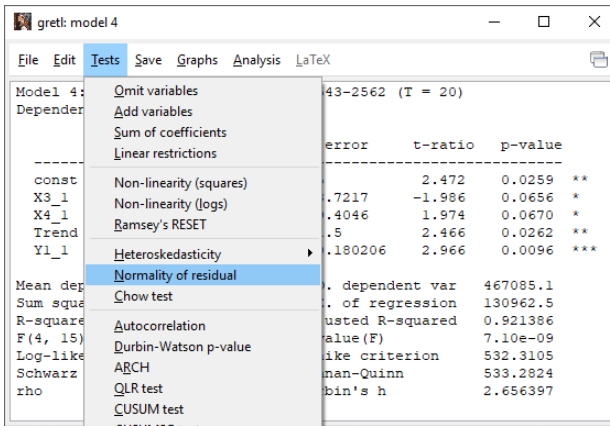 gretl: model 4
File Edit Tests Save Graphs Analysis LaTeX
Model 4: 43-2562 (T = 20)
Depender
Omit variables
Add variables
Sum of coefficients
Linear restrictions
Non-linearity (squares)
Non-linearity (logs)
Ramsey's RESET
Heteroskedasticity
Normality of residual
Chow test
Autocorrelation
Durbin-Watson p-value
ARCH
QLR test
CUSUM test
error t-ratio p-value
const 2.472 0.0259 **
X3_1 .7217 -1.986 0.0656 *
X4_1 .4046 1.974 0.0670 *
Trend .5 2.466 0.0262 **
Y1_1 .180206 2.966 0.0096 ***
Mean dep . dependent var 467085.1
Sum squa . of regression 130962.5
R-square usted R-squared 0.921386
F(4, 15) alue(F) 7.10e-09
Log-like ike criterion 532.3105
Schwarz nan-Quinn 533.2824
rho bin's h 2.656397